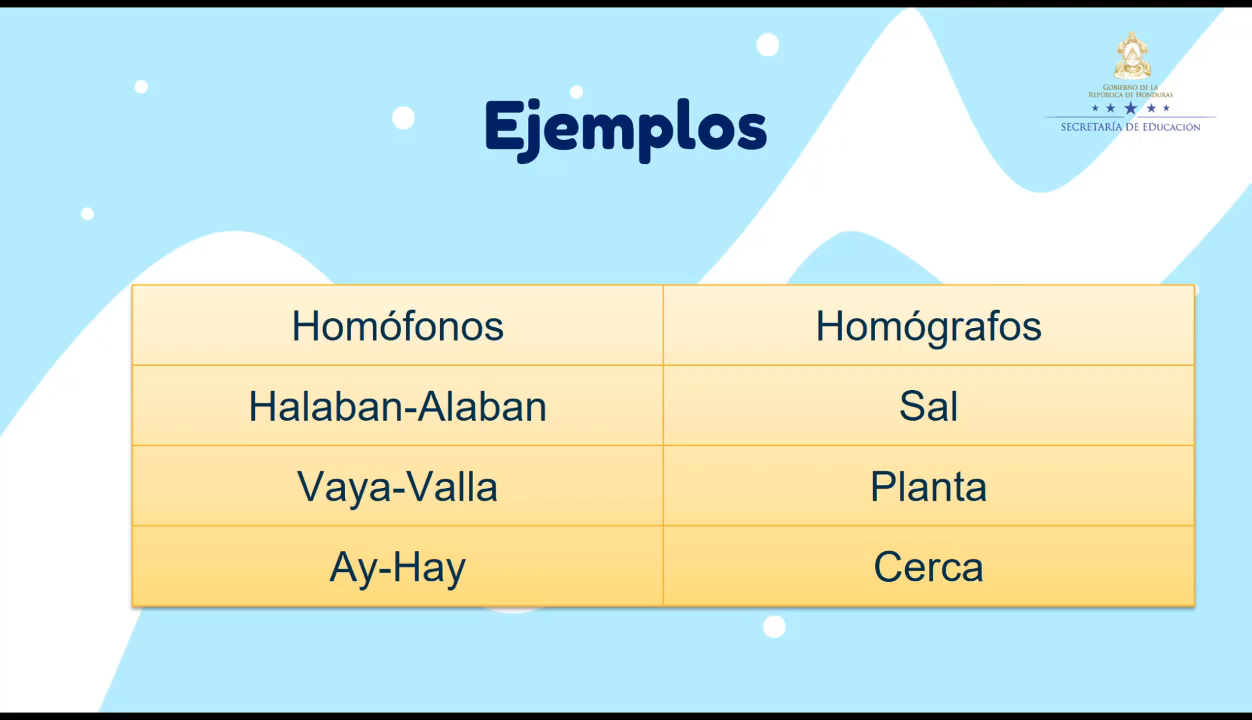 GOBIERNO DE LA
REPÚBLICA DE HONDURAS
SECRETARÍA DE EDUCACIÓN
Ejemplos
Homófonos Homógrafos
Halaban-Alaban Sal
Vaya-Valla Planta
Ay-Hay Cerca